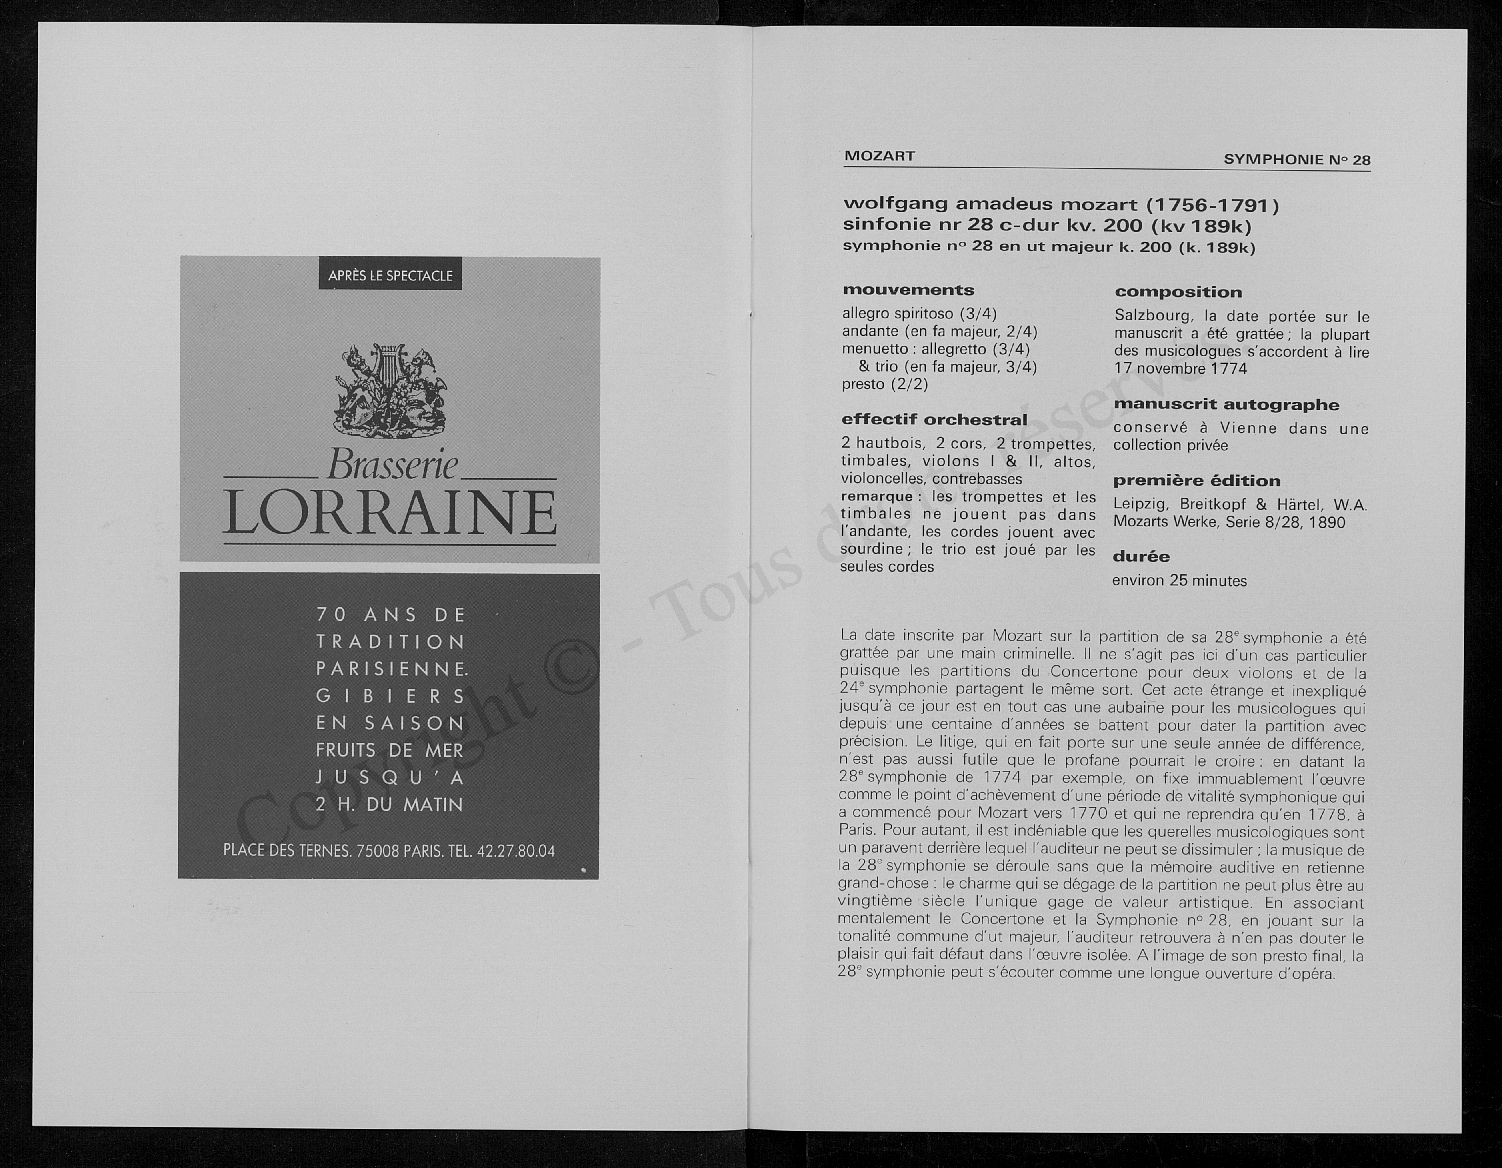 APRÈS LE SPECTACLE
Brasserie
LORRAINE
70 ANS DE
TRADITION
PARISIENNE.
GIBIERS
EN SAISON
FRUITS DE MER
JUSQU'A
2 H. DU MATIN
PLACE DES TERNES. 75008 PARIS. TEL. 42.27.80.04
MOZART
SYMPHONIE Nº 28
wolfgang amadeus mozart (1756-1791)
sinfonie nr 28 c-dur kv. 200 (kv 189k)
symphonie nº 28 en ut majeur k. 200 (k. 189k)
mouvements
allegro spiritoso (3/4)
andante (en fa majeur, 2/4)
menuetto : allegretto (3/4)
& trio (en fa majeur, 3/4)
presto (2/2)
effectif orchestral
2 hautbois, 2 cors, 2 trompettes,
timbales, violons I & II, altos,
violoncelles, contrebasses
remarque : les trompettes et les
timbales ne jouent pas dans
l'andante, les cordes jouent avec
sourdine ; le trio est joué par les
seules cordes
composition
Salzbourg, la date portée sur le
manuscrit a été grattée ; la plupart
des musicologues s'accordent à lire
17 novembre 1774
manuscrit autographe
conservé à Vienne dans une
collection privée
première édition
Leipzig, Breitkopf & Härtel, W.A.
Mozarts Werke, Serie 8/28, 1890
durée
environ 25 minutes
La date inscrite par Mozart sur la partition de sa 28e symphonie a été
grattée par une main criminelle. Il ne s'agit pas ici d'un cas particulier
puisque les partitions du Concertone pour deux violons et de la
24e symphonie partagent le même sort. Cet acte étrange et inexpliqué
jusqu'à ce jour est en tout cas une aubaine pour les musicologues qui
depuis une centaine d'années se battent pour dater la partition avec
précision. Le litige, qui en fait porte sur une seule année de différence,
n'est pas aussi futile que le profane pourrait le croire : en datant la
28e symphonie de 1774 par exemple, on fixe immuablement l'œuvre
comme le point d'achèvement d'une période de vitalité symphonique qui
a commencé pour Mozart vers 1770 et qui ne reprendra qu'en 1778, à
Paris. Pour autant, il est indéniable que les querelles musicologiques sont
un paravent derrière lequel l'auditeur ne peut se dissimuler ; la musique de
la 28e symphonie se déroule sans que la mémoire auditive en retienne
grand-chose : le charme qui se dégage de la partition ne peut plus être au
vingtième siècle l'unique gage de valeur artistique. En associant
mentalement le Concertone et la Symphonie nº 28, en jouant sur la
tonalité commune d'ut majeur, l'auditeur retrouvera à n'en pas douter le
plaisir qui fait défaut dans l'œuvre isolée. A l'image de son presto final, la
28e symphonie peut s'écouter comme une longue ouverture d'opéra.
Copyright © - Tous droits réservés